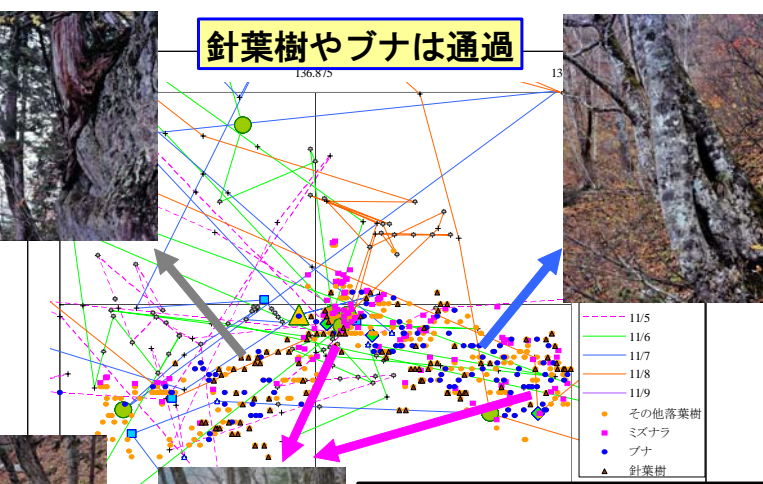 針葉樹やブナは通過
136.875
13
11/5
11/6
11/7
11/8
11/9
その他落葉樹
ミズナラ
ブナ
針葉樹